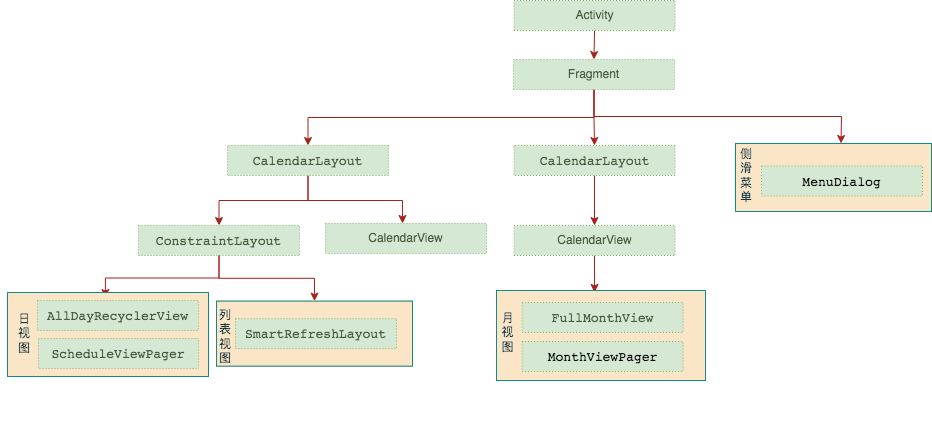 Activity
Fragment
CalendarLayout
CalendarLayout
侧滑菜单
MenuDialog
ConstraintLayout
CalendarView
CalendarView
日视图
AllDayRecyclerView
ScheduleViewPager
列表视图
SmartRefreshLayout
月视图
FullMonthView
MonthViewPager